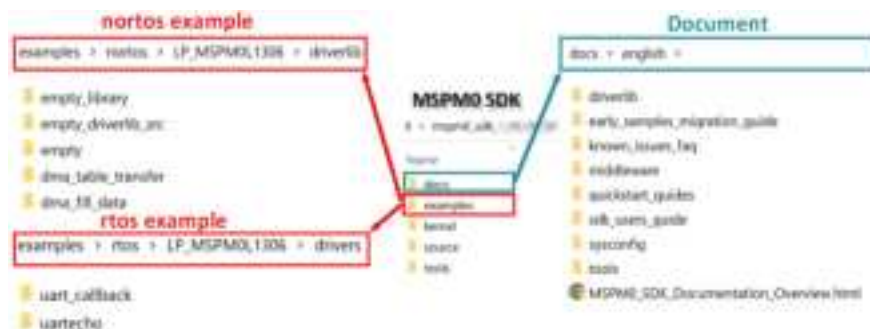 nortos example
examples > nortos > LP_MSPM0L1306 > driverlib
empty_library
empty_driverlib_src
empty
dma_table_transfer
dma_fill_data
rtos example
examples > rtos > LP_MSPM0L1306 > drivers
uart_callback
uartecho
MSPM0 SDK
mspm0_sdk
Name
docs
examples
kernel
source
tools
Document
docs > english >
driverlib
early_samples_migration_guide
known_issues_faq
middleware
quickstart_guides
sdk_users_guide
sysconfig
tools
MSPM0_SDK_Documentation_Overview.html